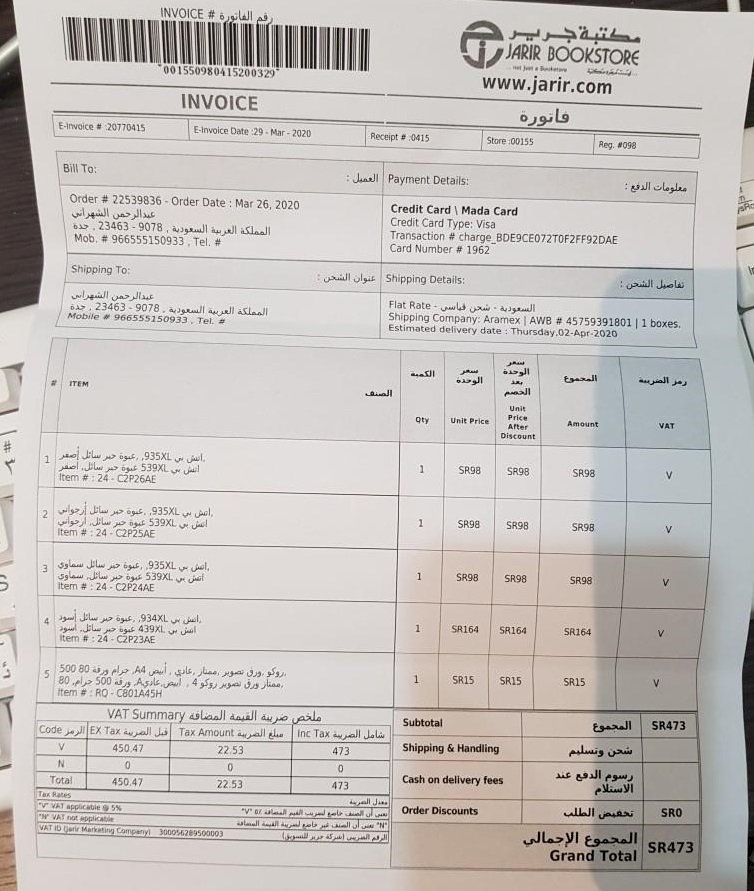 INVOICE # رقم الفاتورة
*001550980415200329*
مكتبة جرير
JARIR BOOKSTORE
... not just a Bookstore
www.jarir.com
INVOICE
فاتورة
E-Invoice # :20770415
E-Invoice Date :29 - Mar - 2020
Receipt # :0415
Store :00155
Reg. #098
Bill To:
العميل :
Order # 22539836 - Order Date : Mar 26, 2020
عبدالرحمن الشهراني
المملكة العربية السعودية , 9078 - 23463 , جدة
Mob. # 966555150933 , Tel. #
Payment Details:
معلومات الدفع :
Credit Card \ Mada Card
Credit Card Type: Visa
Transaction # charge_BDE9CE072T0F2FF92DAE
Card Number # 1962
Shipping To:
عنوان الشحن :
عبدالرحمن الشهراني
المملكة العربية السعودية , 9078 - 23463 , جدة
Mobile # 966555150933 , Tel. #
Shipping Details:
تفاصيل الشحن :
Flat Rate - السعودية - شحن قياسي
Shipping Company: Aramex | AWB # 45759391801 | 1 boxes.
Estimated delivery date : Thursday,02-Apr-2020
# ITEM الصنف
الكمية Qty
سعر الوحدة Unit Price
سعر الوحدة بعد الخصم Unit Price After Discount
المجموع Amount
رمز الضريبة VAT
1 اتش بي 935XL, ,عبوة حبر سائل أصفر,
اتش بي 539XL عبوة حبر سائل, أصفر
Item # : 24 - C2P26AE
1 SR98 SR98 SR98 V
2 اتش بي 935XL, ,عبوة حبر سائل أرجواني,
اتش بي 539XL عبوة حبر سائل, أرجواني
Item # : 24 - C2P25AE
1 SR98 SR98 SR98 V
3 اتش بي 935XL, ,عبوة حبر سائل سماوي,
اتش بي 539XL عبوة حبر سائل, سماوي
Item # : 24 - C2P24AE
1 SR98 SR98 SR98 V
4 اتش بي 934XL, ,عبوة حبر سائل أسود,
اتش بي 439XL عبوة حبر سائل, أسود
Item # : 24 - C2P23AE
1 SR164 SR164 SR164 V
5 روكو ,ورق تصوير ,ممتاز ,عادي , أبيض A4, جرام ورقة 80 500,
ممتاز ورق تصوير روكو 4 , أبيض,عاديA, ورقة 500 جرام, 80,
Item # : RO - C801A45H
1 SR15 SR15 SR15 V
VAT Summary ملخص ضريبة القيمة المضافة
Code الرمز EX Tax قبل الضريبة Tax Amount مبلغ الضريبة Inc Tax شامل الضريبة
V 450.47 22.53 473
N 0 0 0
Total 450.47 22.53 473
Tax Rates معدل الضريبة
"V" VAT applicable @ 5%
"N" VAT not applicable
"N" تعني أن الصنف غير خاضع لضريبة القيمة المضافة
VAT ID (Jarir Marketing Company) 300056289500003 الرقم الضريبي (شركة جرير للتسويق)
Subtotal المجموع SR473
Shipping & Handling شحن وتسليم
Cash on delivery fees رسوم الدفع عند الاستلام
Order Discounts تخفيض الطلب SR0
المجموع الإجمالي
Grand Total SR473